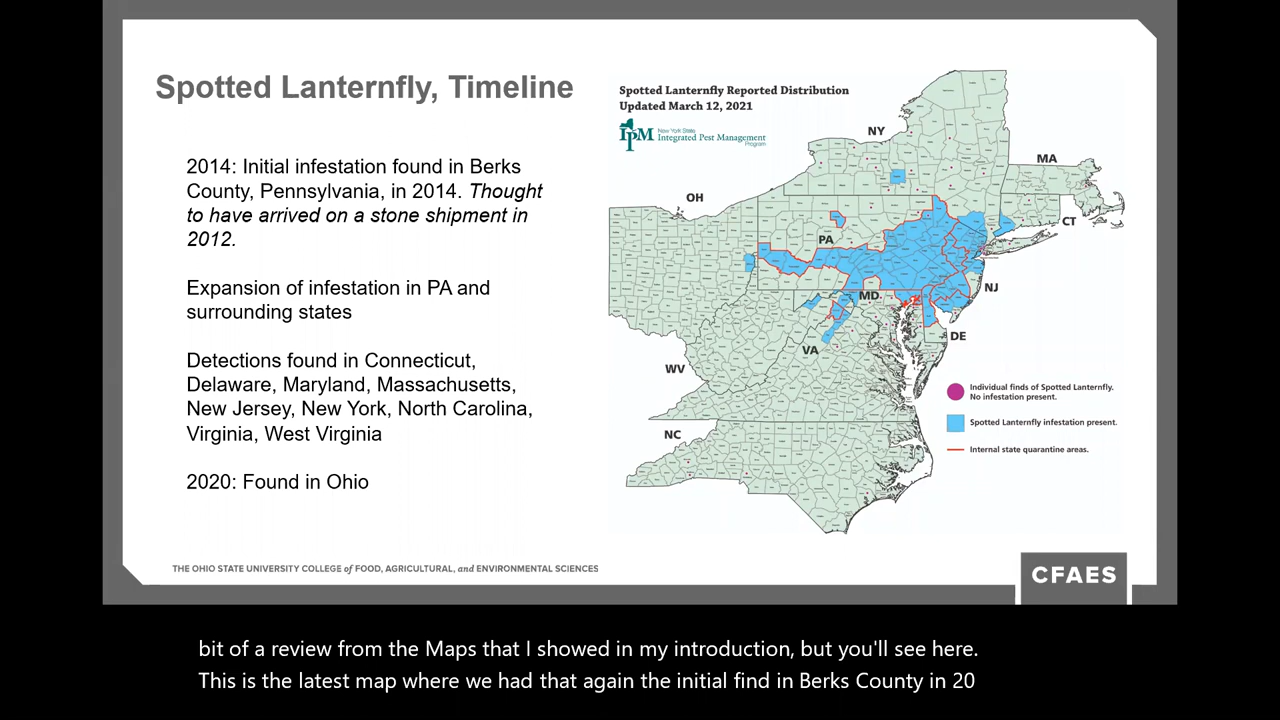 Spotted Lanternfly, Timeline
2014: Initial infestation found in Berks
County, Pennsylvania, in 2014. Thought
to have arrived on a stone shipment in
2012.
Expansion of infestation in PA and
surrounding states
Detections found in Connecticut,
Delaware, Maryland, Massachusetts,
New Jersey, New York, North Carolina,
Virginia, West Virginia
2020: Found in Ohio
Spotted Lanternfly Reported Distribution
Updated March 12, 2021
IPM
New York State
Integrated Pest Management
Program
NY
MA
OH
CT
PA
NJ
MD
DE
VA
WV
NC
Individual finds of Spotted Lanternfly.
No infestation present.
Spotted Lanternfly infestation present.
Internal state quarantine areas.
THE OHIO STATE UNIVERSITY COLLEGE of FOOD, AGRICULTURAL, and ENVIRONMENTAL SCIENCES
CFAES
bit of a review from the Maps that I showed in my introduction, but you'll see here.
This is the latest map where we had that again the initial find in Berks County in 20